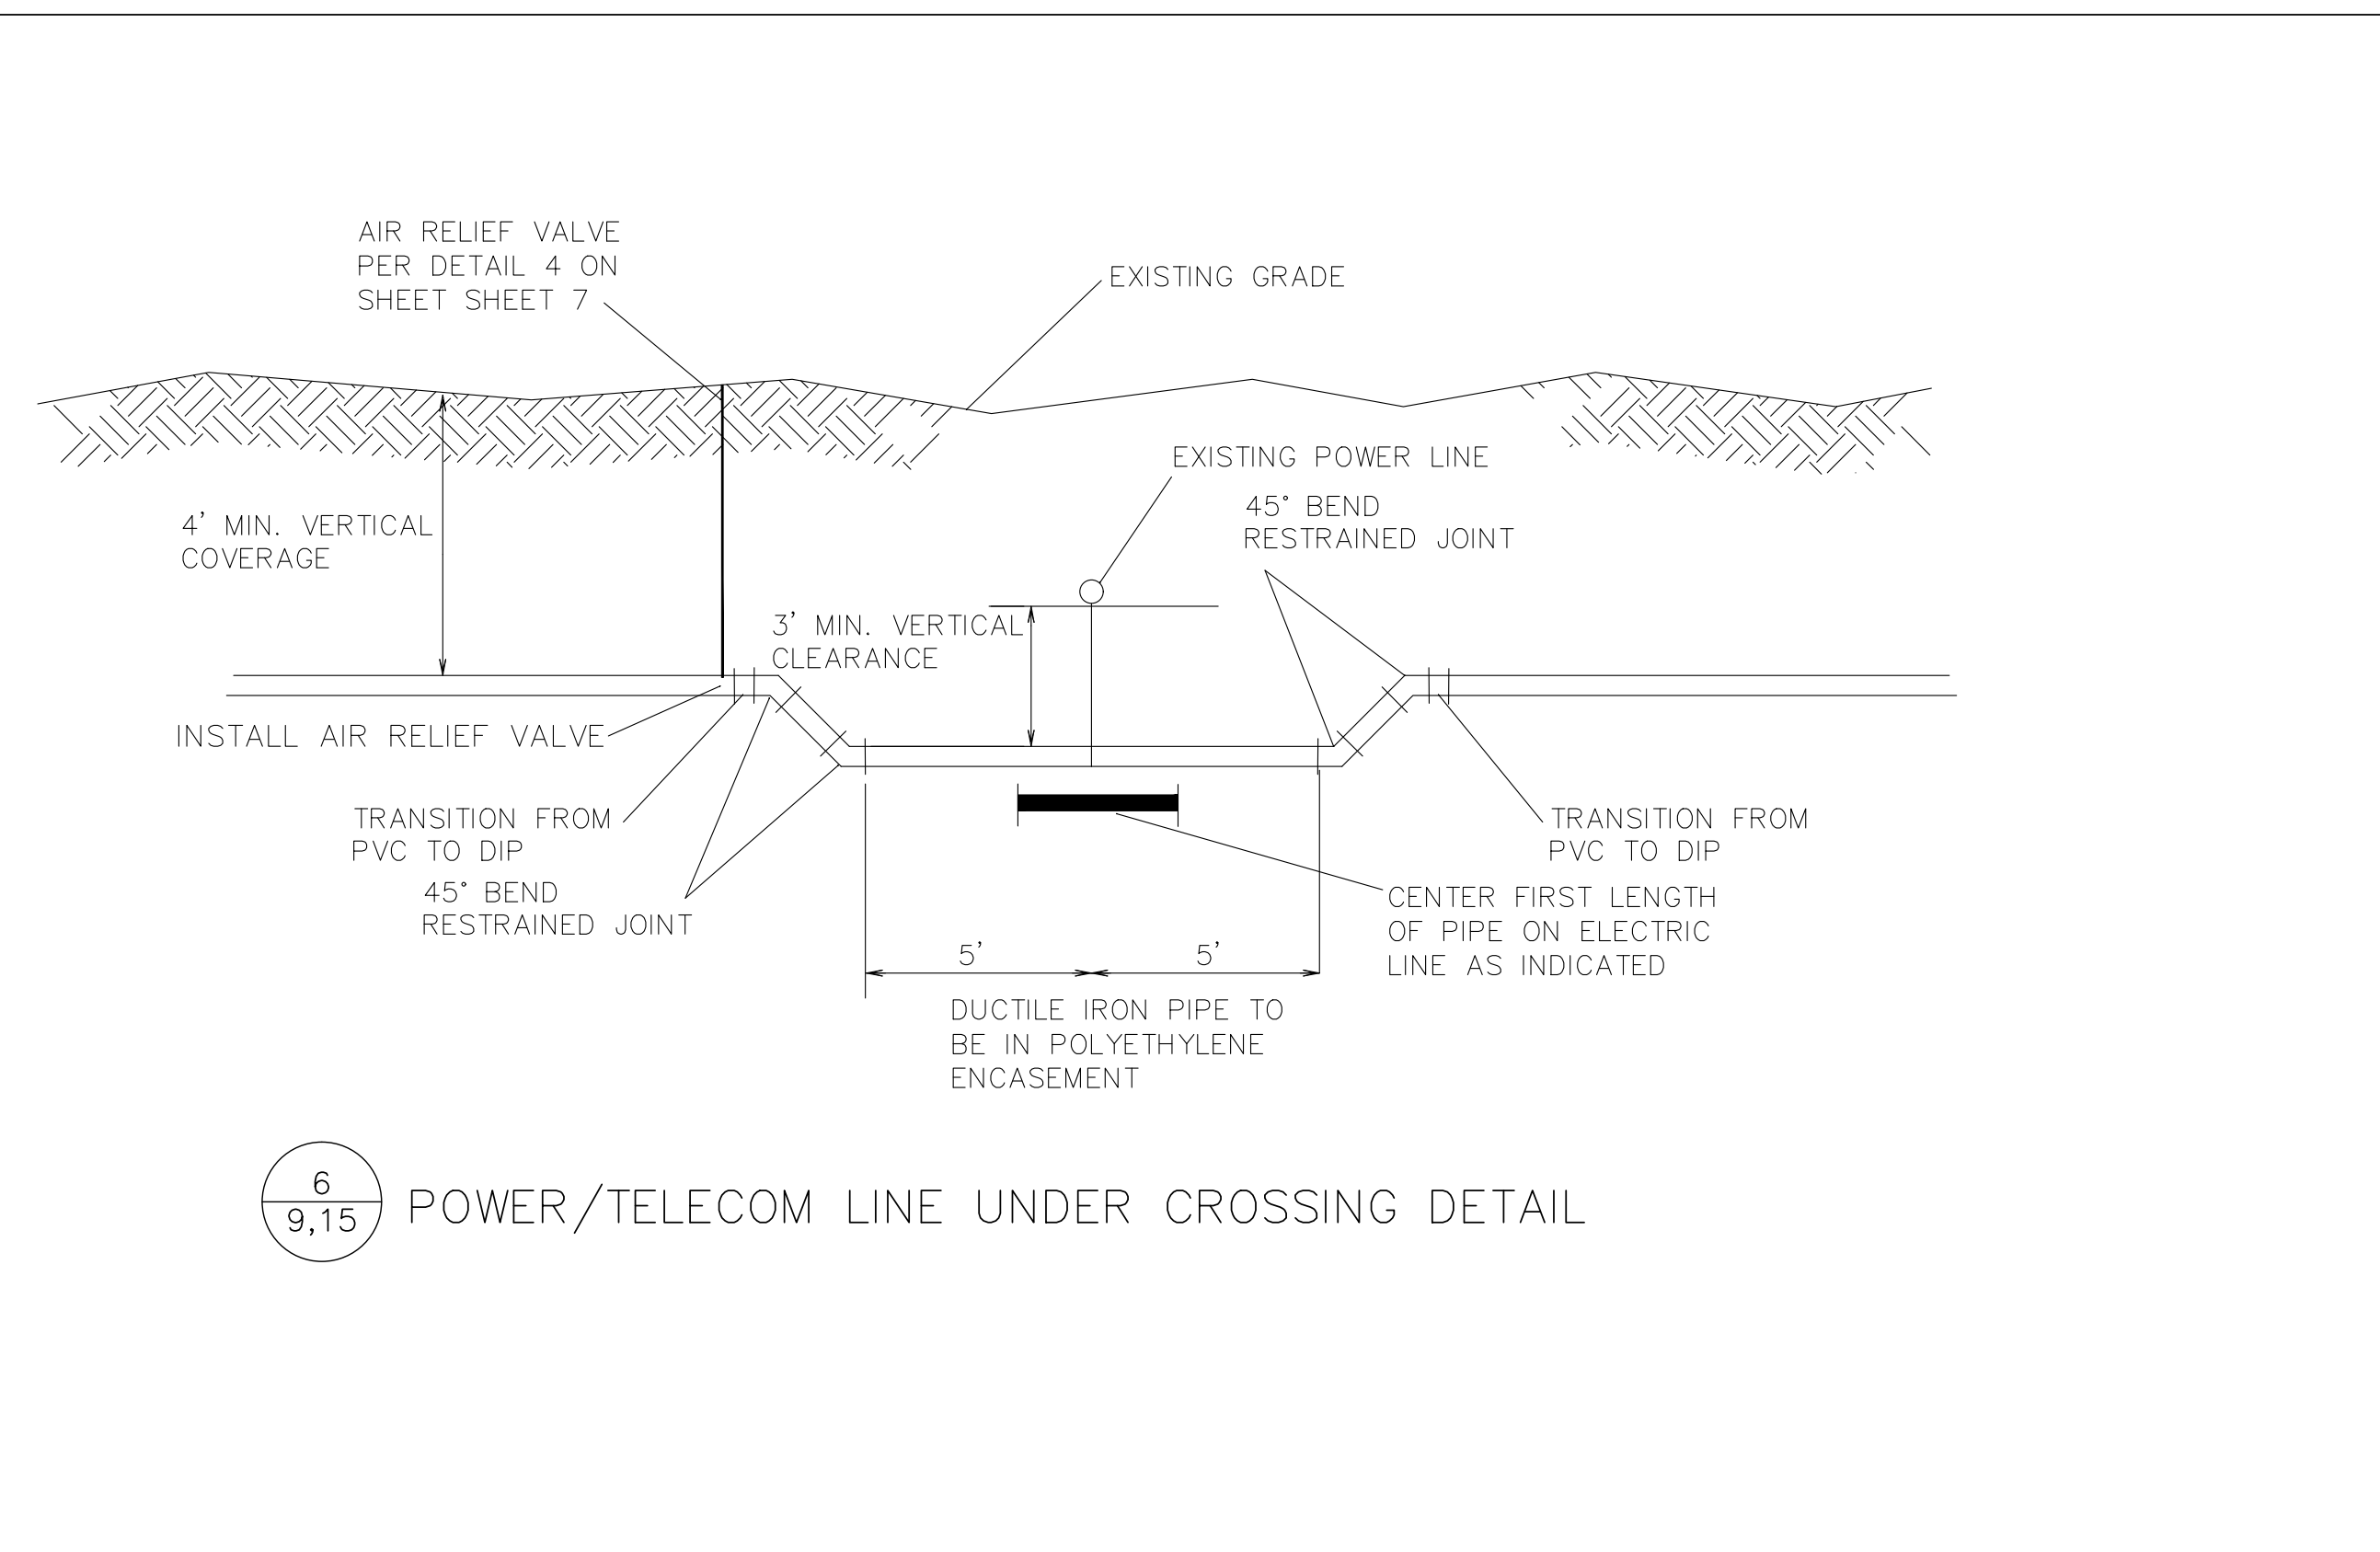 AIR RELIEF VALVE
PER DETAIL 4 ON
SHEET SHEET 7
EXISTING GRADE
EXISTING POWER LINE
45° BEND
RESTRAINED JOINT
4' MIN. VERTICAL
COVERAGE
3' MIN. VERTICAL
CLEARANCE
INSTALL AIR RELIEF VALVE
TRANSITION FROM
PVC TO DIP
45° BEND
RESTRAINED JOINT
TRANSITION FROM
PVC TO DIP
CENTER FIRST LENGTH
OF PIPE ON ELECTRIC
LINE AS INDICATED
5' 5'
DUCTILE IRON PIPE TO
BE IN POLYETHYLENE
ENCASEMENT
6
9,15
POWER/TELECOM LINE UNDER CROSSING DETAIL